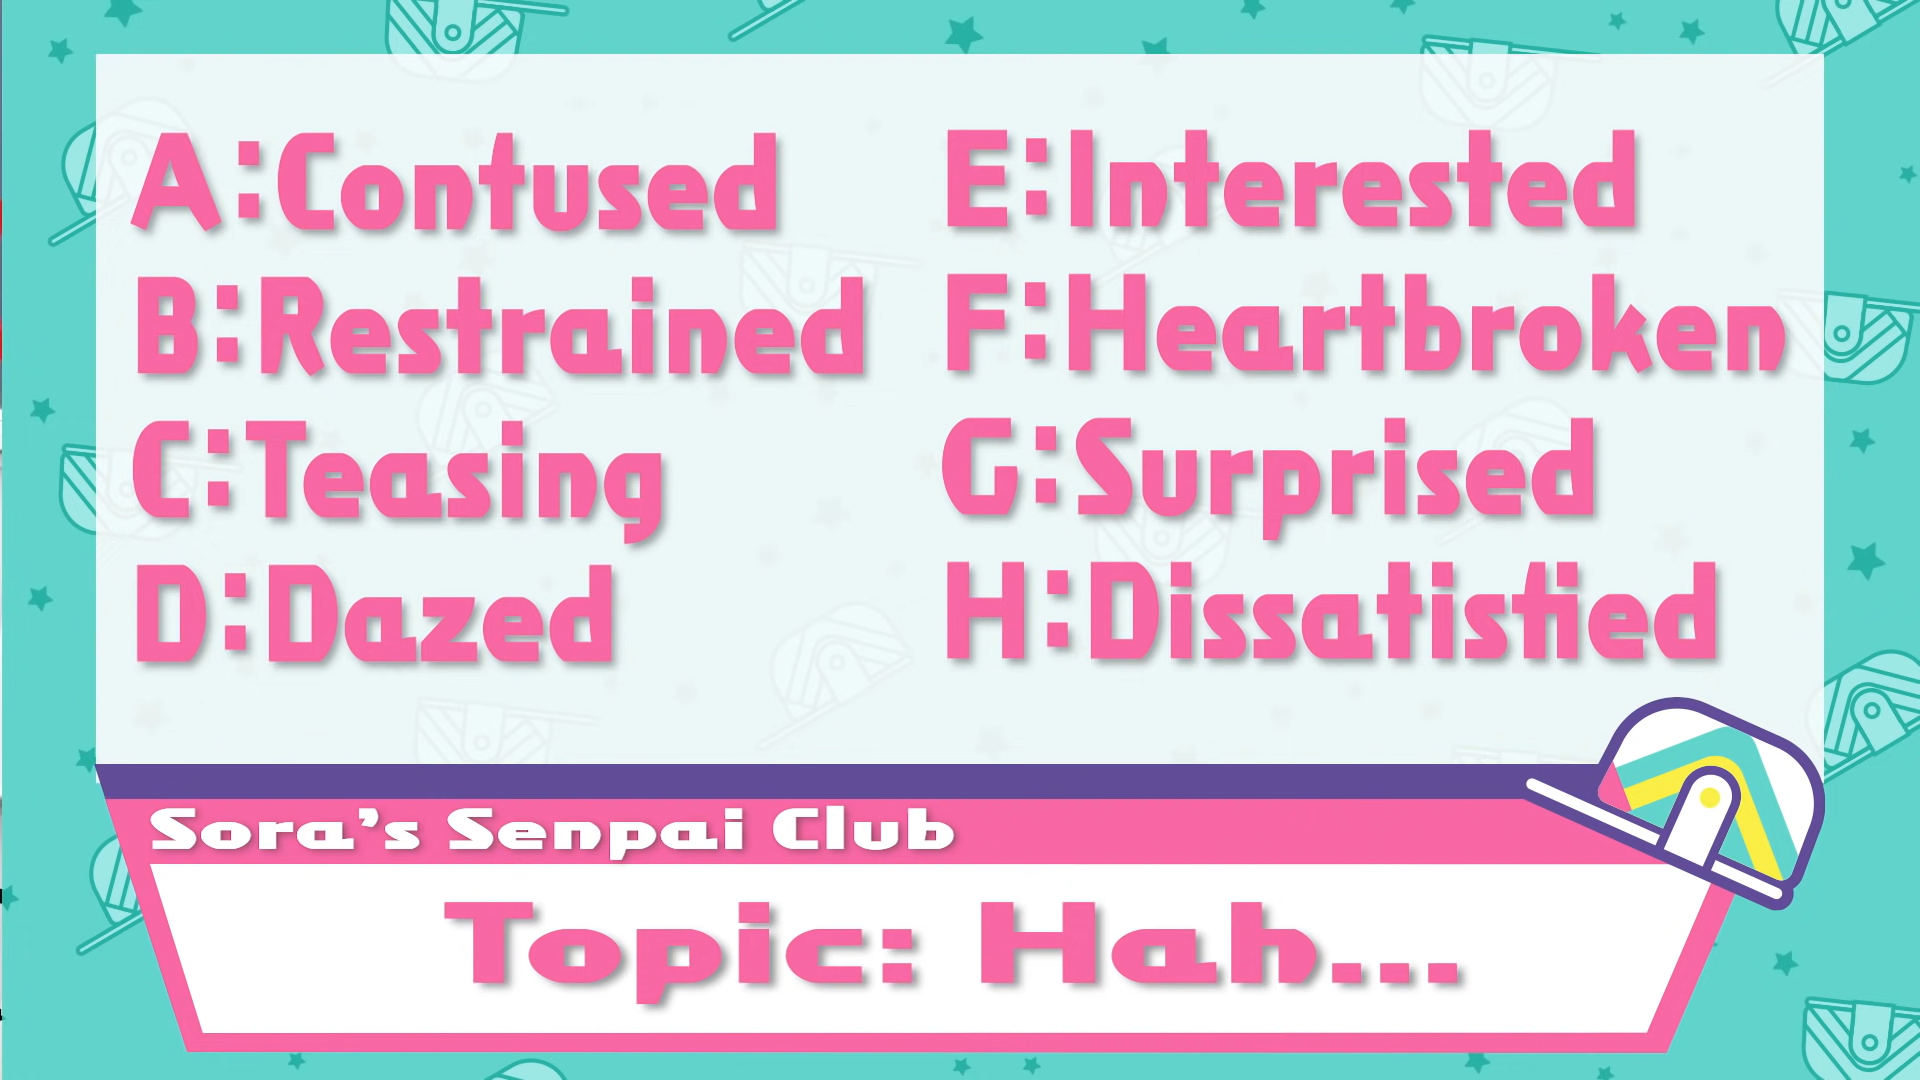 A:Confused
B:Restrained
C:Teasing
D:Dazed
E:Interested
F:Heartbroken
G:Surprised
H:Dissatisfied
Sora's Senpai Club
Topic: Hah...